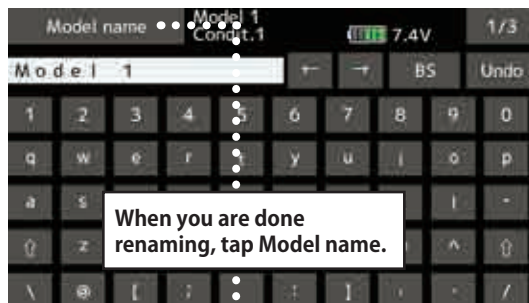 Model name Model 1 1/3
Condit.1 7.4V
Model 1 ← → BS Undo
1 2 3 4 5 6 7 8 9 0
q w e r t y u i o p
a s l -
When you are done
renaming, tap Model name.
⇧ z ^ ⇧
\ @ [ ; : ] /